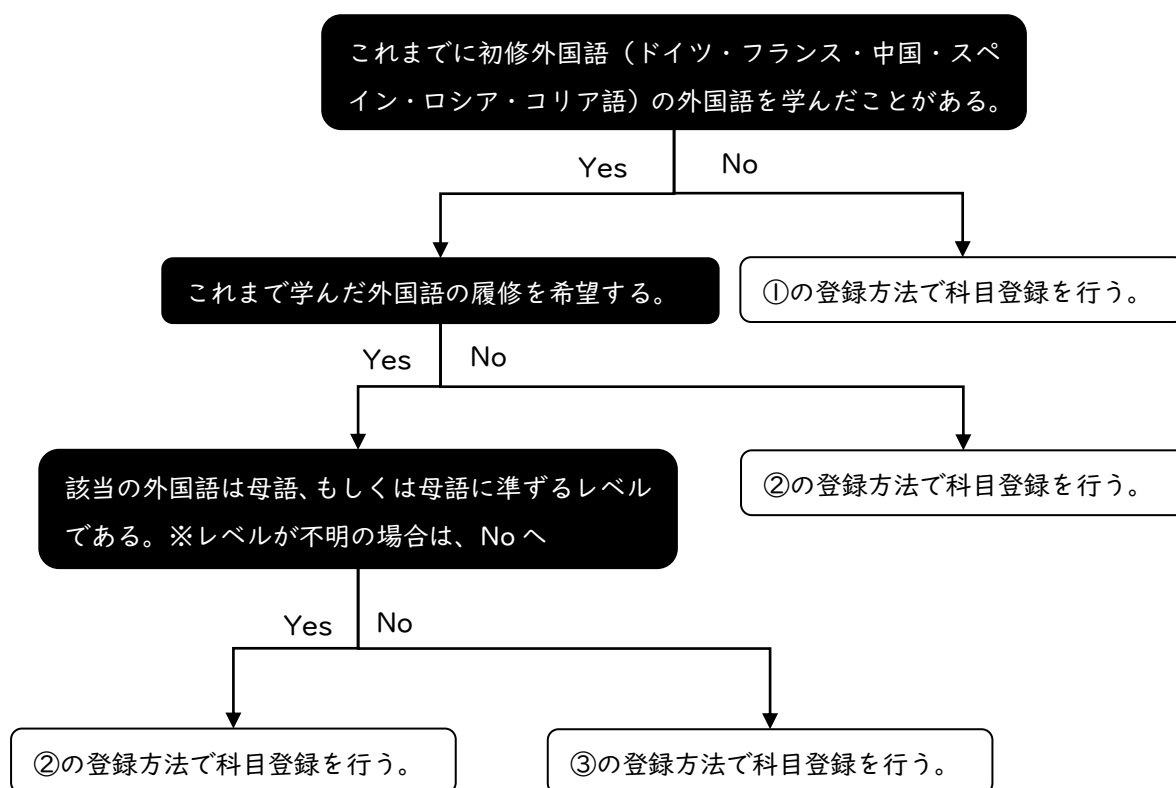 これまでに初修外国語（ドイツ・フランス・中国・スペ
イン・ロシア・コリア語）の外国語を学んだことがある。
Yes
No
これまで学んだ外国語の履修を希望する。
①の登録方法で科目登録を行う。
Yes
No
該当の外国語は母語、もしくは母語に準ずるレベル
である。※レベルが不明の場合は、No へ
②の登録方法で科目登録を行う。
Yes
No
②の登録方法で科目登録を行う。
③の登録方法で科目登録を行う。